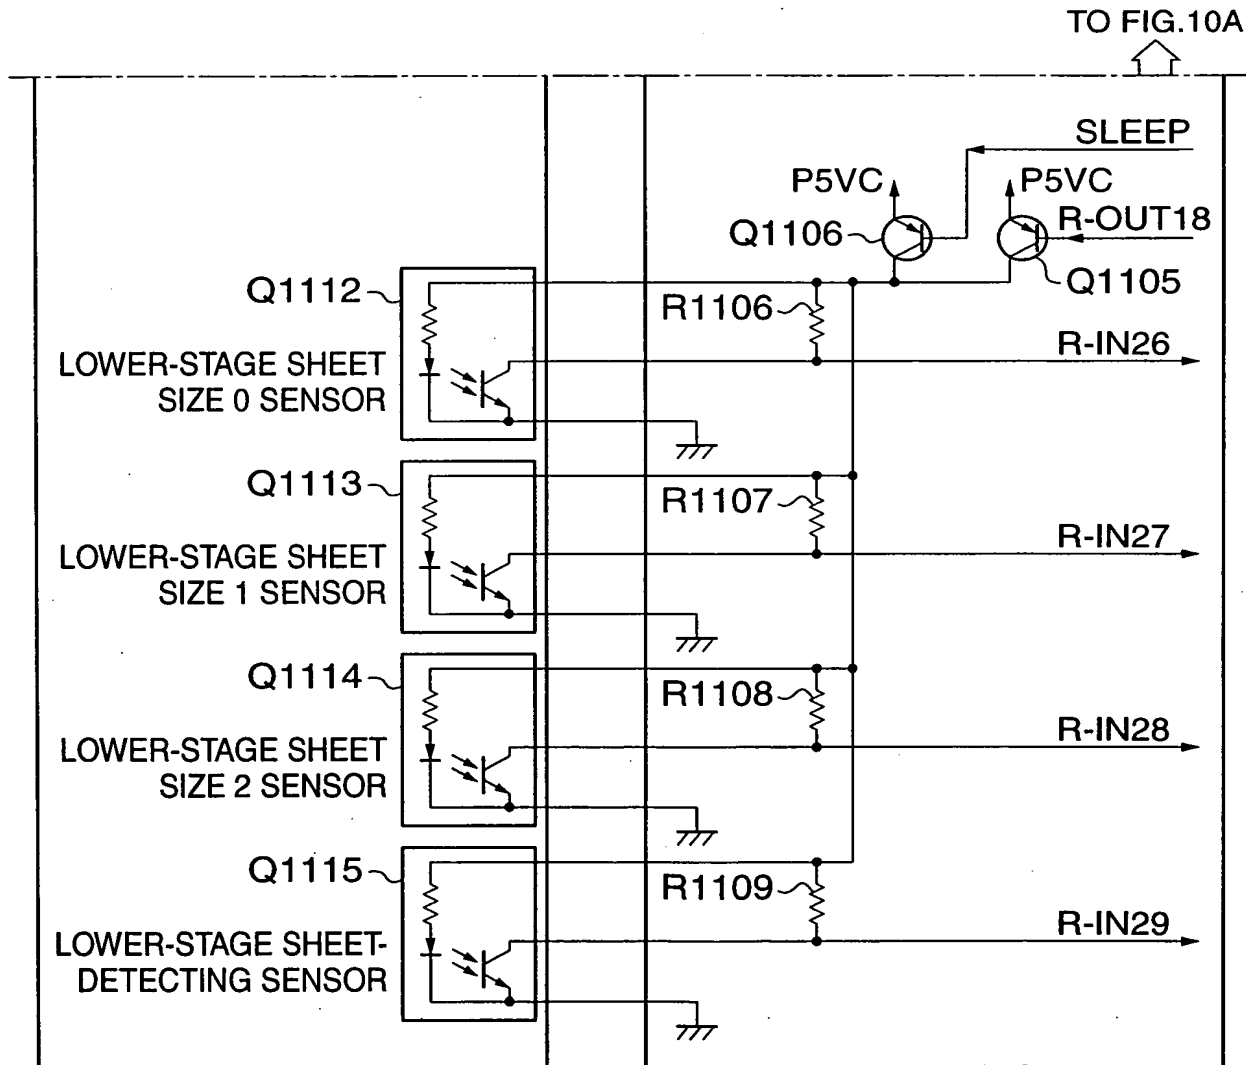 TO FIG.10A
SLEEP
P5VC
P5VC
R-OUT18
Q1106
Q1105
Q1112
R1106
R-IN26
LOWER-STAGE SHEET
SIZE 0 SENSOR
Q1113
R1107
R-IN27
LOWER-STAGE SHEET
SIZE 1 SENSOR
Q1114
R1108
R-IN28
LOWER-STAGE SHEET
SIZE 2 SENSOR
Q1115
R1109
R-IN29
LOWER-STAGE SHEET-
DETECTING SENSOR